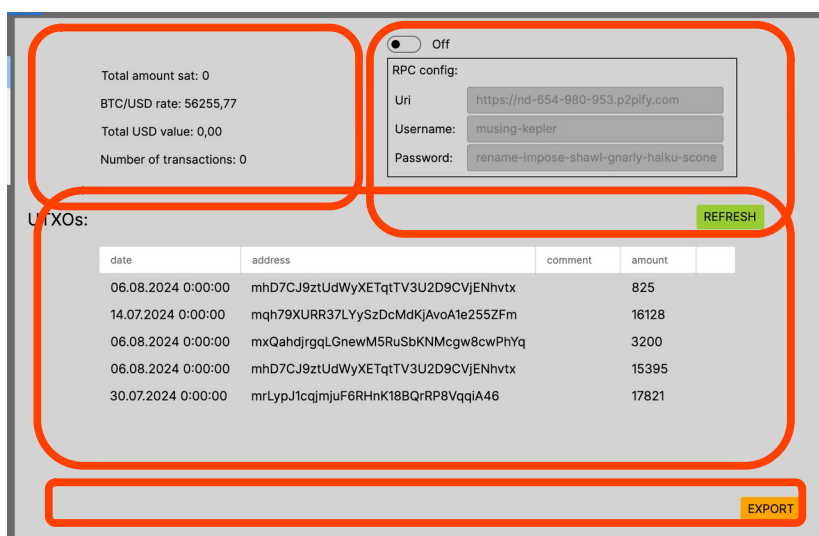 Off
Total amount sat: 0
BTC/USD rate: 56255,77
Total USD value: 0,00
Number of transactions: 0
RPC config:
Uri https://nd-654-980-953.p2pify.com
Username: musing-kepler
Password: rename-impose-shawl-gnarly-haiku-scone
UTXOs:
REFRESH
date address comment amount
06.08.2024 0:00:00 mhD7CJ9ztUdWyXETqtTV3U2D9CVjENhvtx 825
14.07.2024 0:00:00 mqh79XURR37LYySzDcMdKjAvoA1e255ZFm 16128
06.08.2024 0:00:00 mxQahdjrgqLGnewM5RuSbKNMcgw8cwPhYq 3200
06.08.2024 0:00:00 mhD7CJ9ztUdWyXETqtTV3U2D9CVjENhvtx 15395
30.07.2024 0:00:00 mrLypJ1cqjmjuF6RHnK18BQrRP8VqqiA46 17821
EXPORT